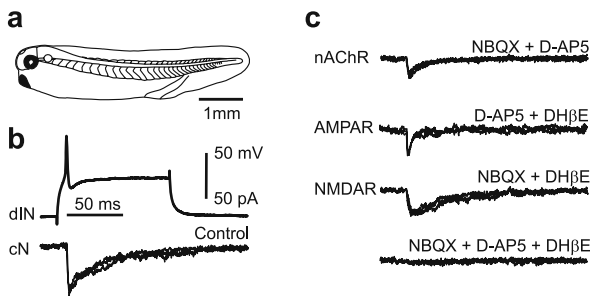 a
1mm
b
50 mV
50 pA
dIN
50 ms
Control
cN
c
NBQX + D-AP5
nAChR
D-AP5 + DHβE
AMPAR
NBQX + DHβE
NMDAR
NBQX + D-AP5 + DHβE